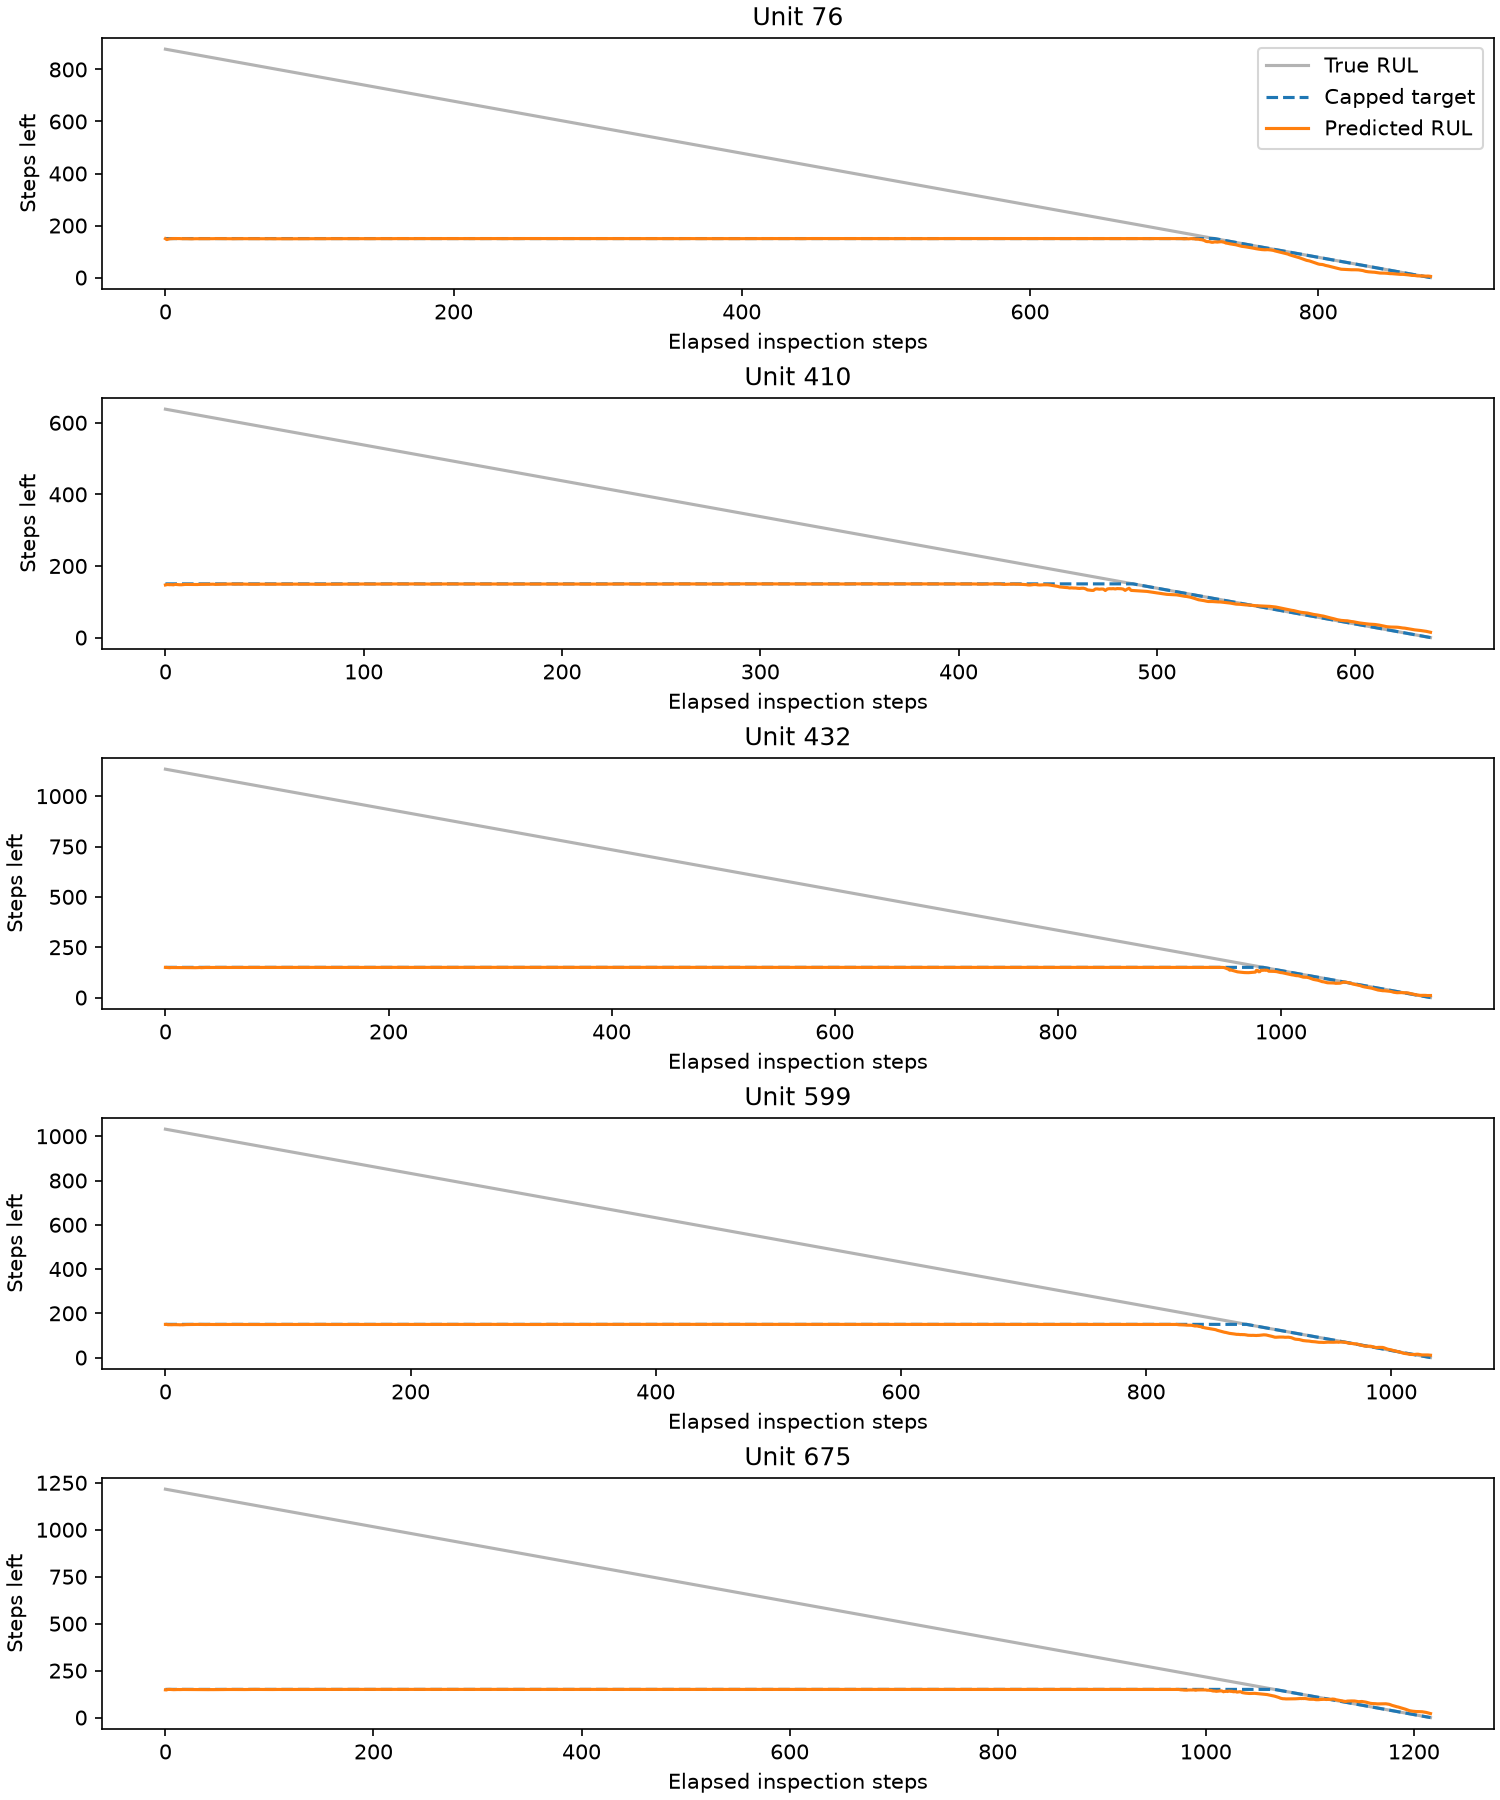 Unit 76
800
600
400
200
0
Steps left
True RUL
Capped target
Predicted RUL
0 200 400 600 800
Elapsed inspection steps
Unit 410
600
400
200
0
Steps left
0 100 200 300 400 500 600
Elapsed inspection steps
Unit 432
1000
750
500
250
0
Steps left
0 200 400 600 800 1000
Elapsed inspection steps
Unit 599
1000
800
600
400
200
0
Steps left
0 200 400 600 800 1000
Elapsed inspection steps
Unit 675
1250
1000
750
500
250
0
Steps left
0 200 400 600 800 1000 1200
Elapsed inspection steps